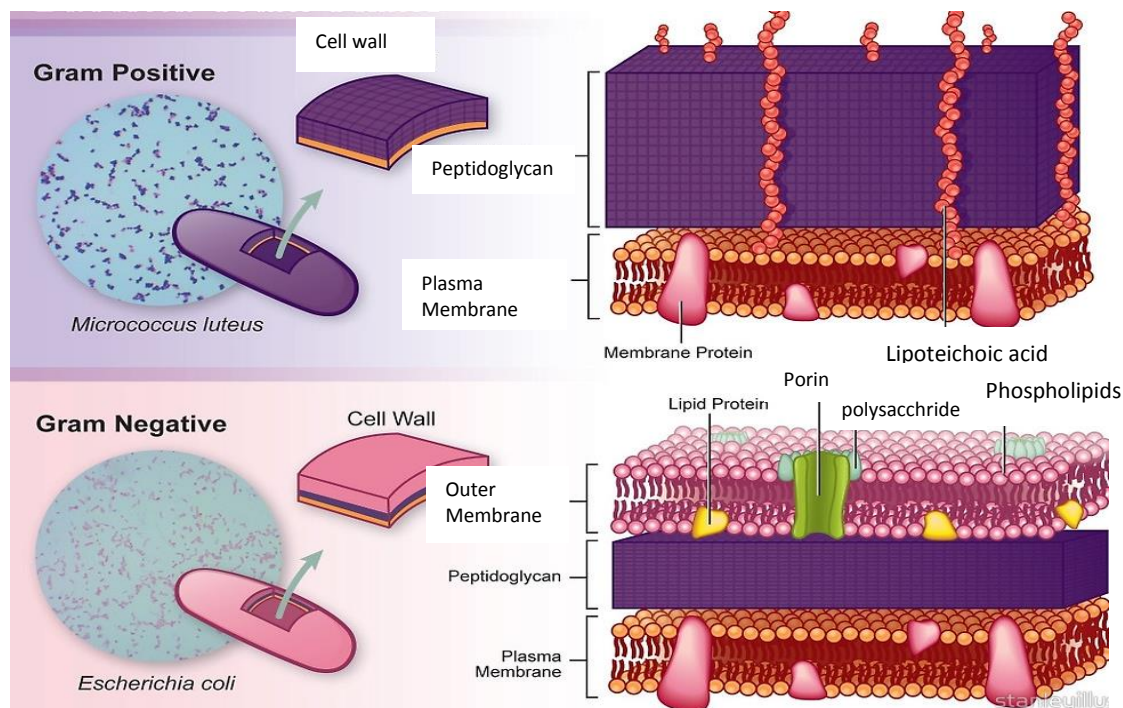 Cell wall
Gram Positive
Peptidoglycan
Plasma
Membrane
Micrococcus luteus
Membrane Protein
Lipoteichoic acid
Gram Negative
Cell Wall
Porin
Lipid Protein
polysacchride
Phospholipids
Outer
Membrane
Peptidoglycan
Plasma
Membrane
Escherichia coli